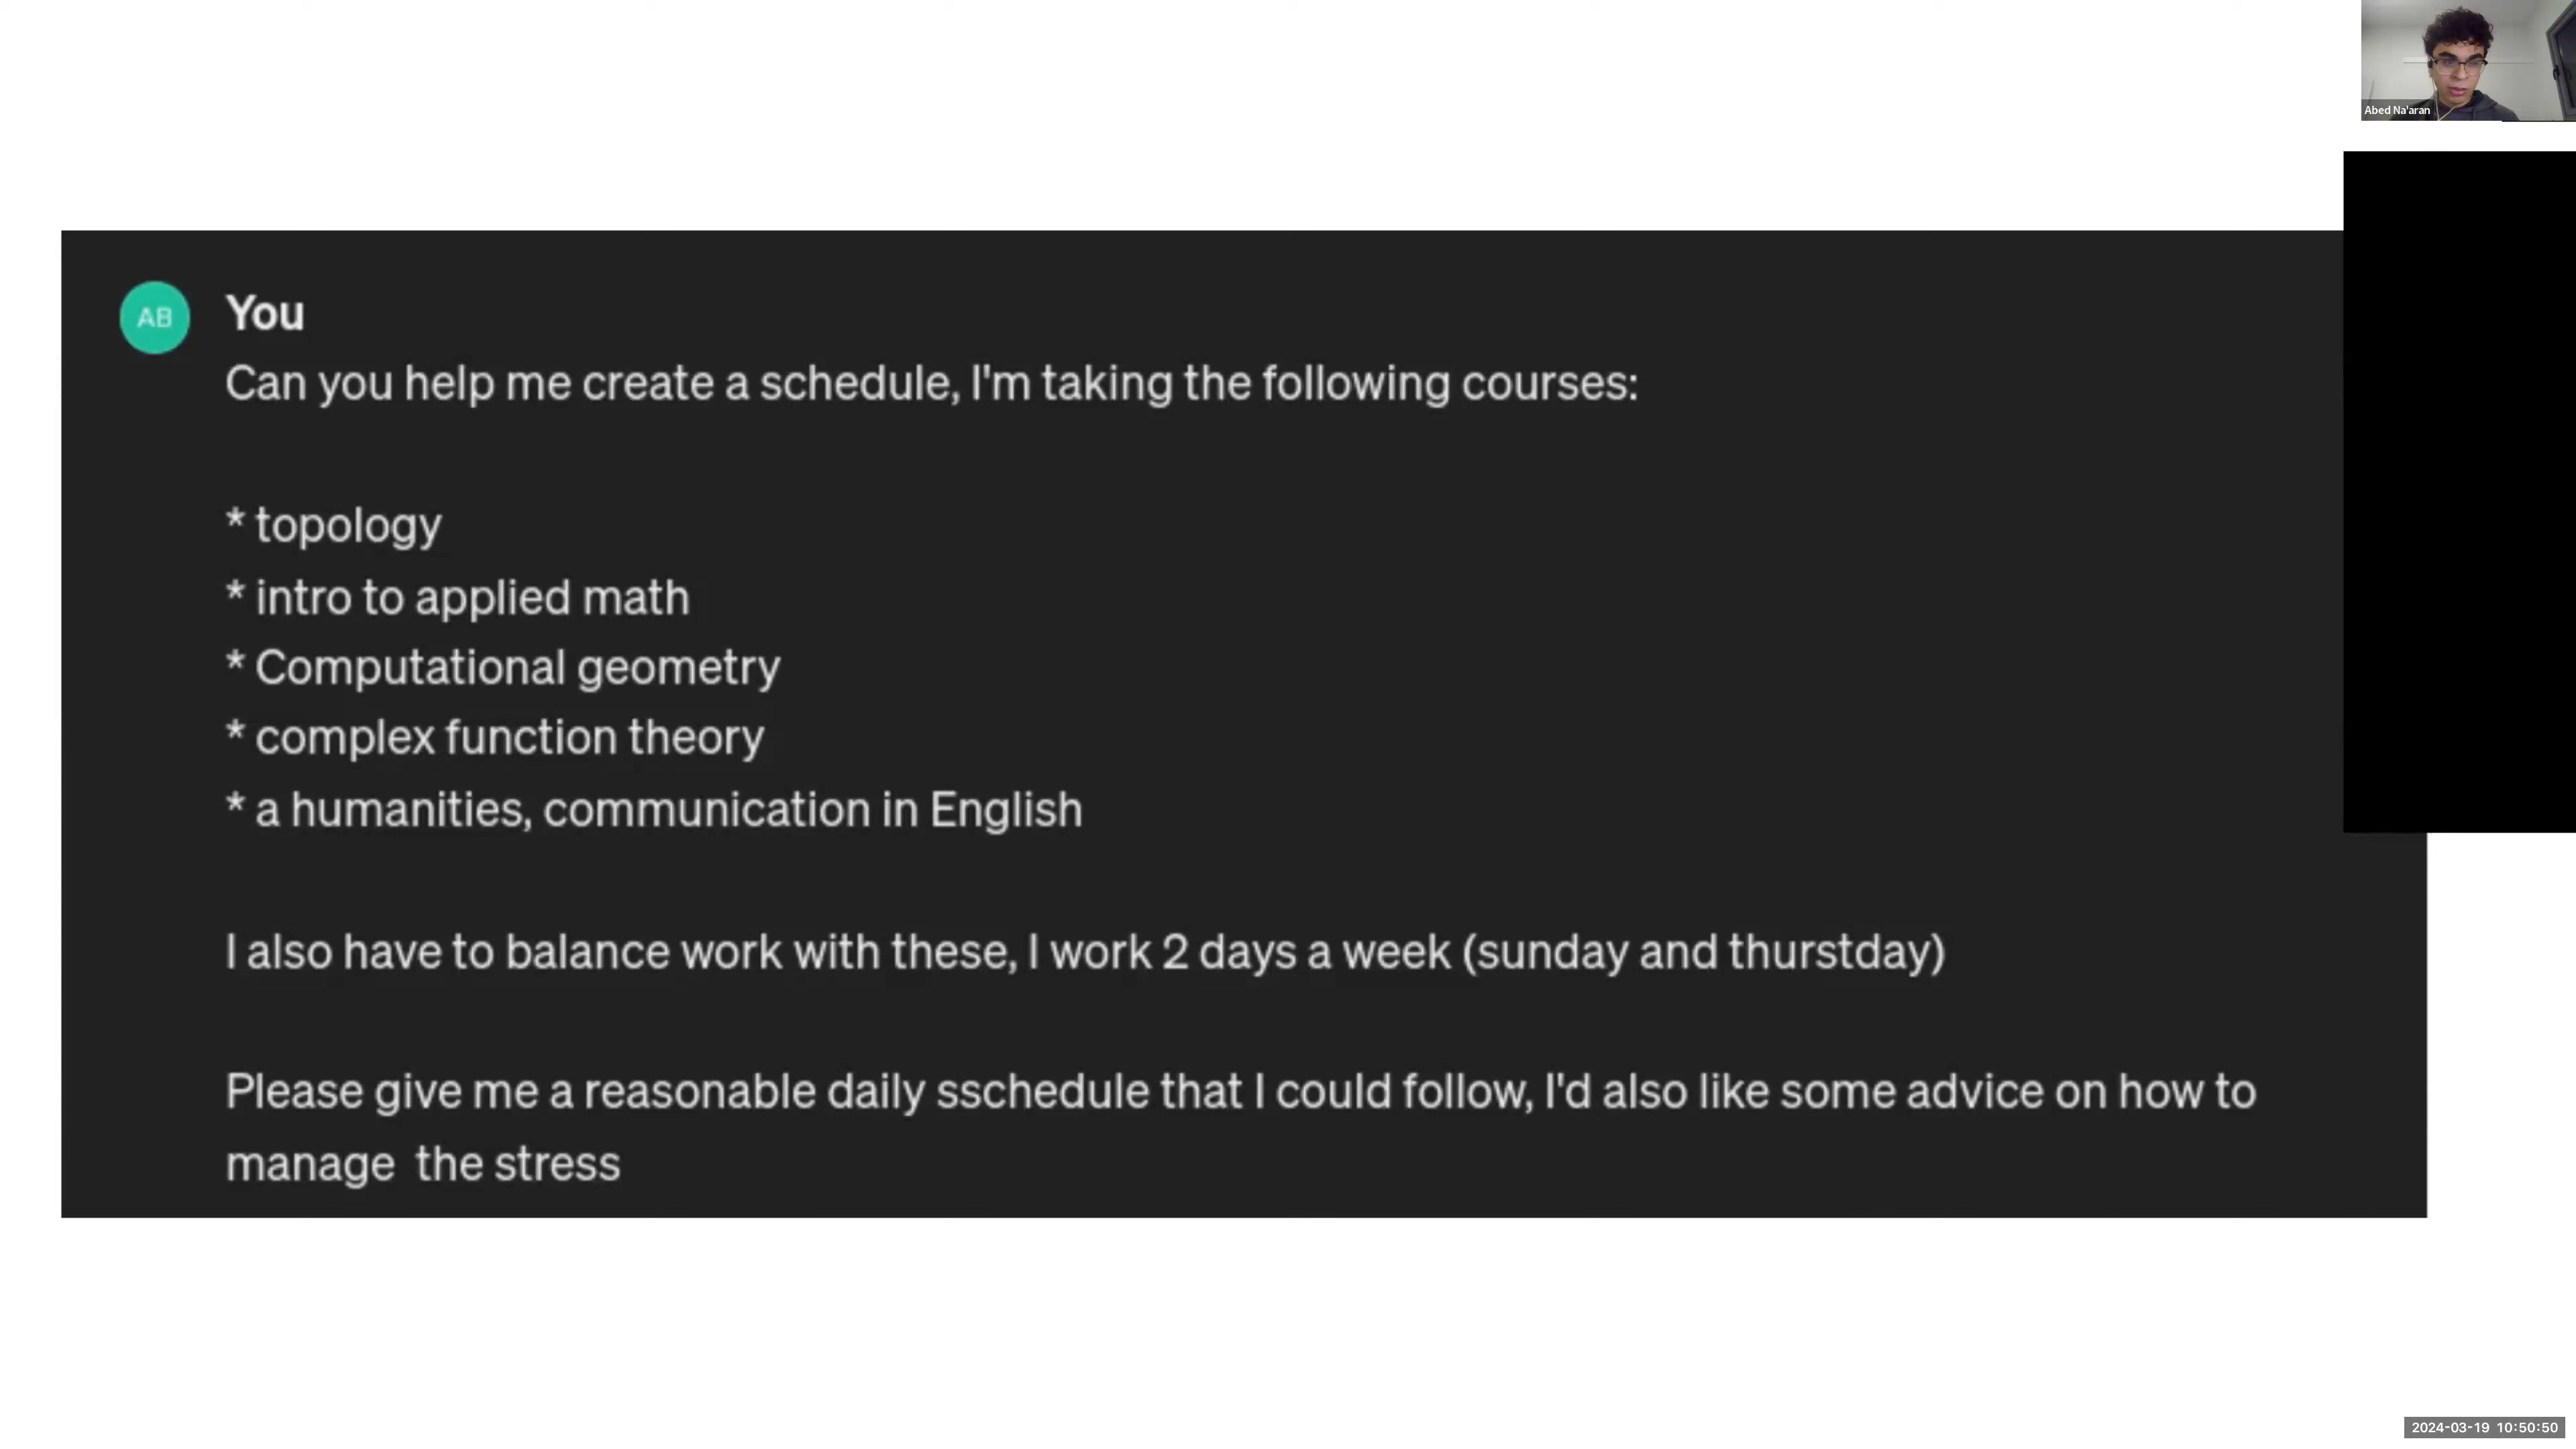 Abed Na'aran
AB
You
Can you help me create a schedule, I'm taking the following courses:
* topology
* intro to applied math
* Computational geometry
* complex function theory
* a humanities, communication in English
I also have to balance work with these, I work 2 days a week (sunday and thurstday)
Please give me a reasonable daily sschedule that I could follow, I'd also like some advice on how to
manage  the stress
2024-03-19 10:50:50